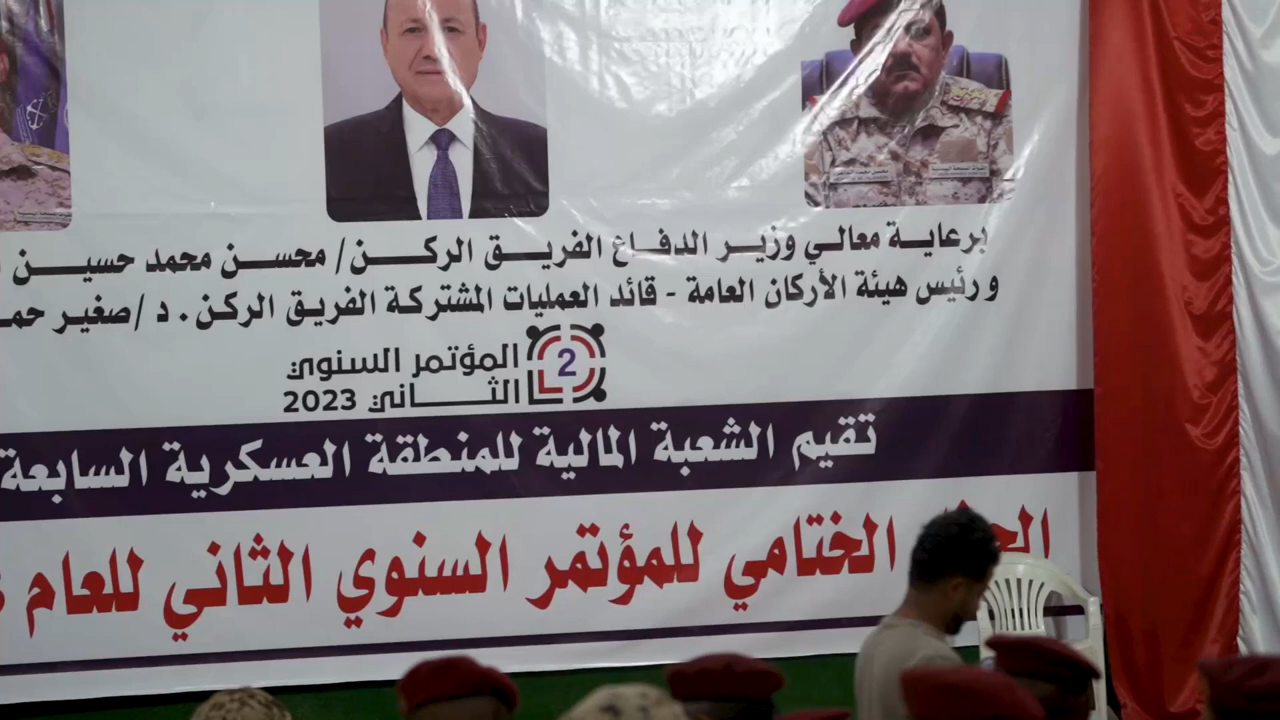 برعاية معالي وزير الدفاع الفريق الركن/ محسن محمد حسين
ورئيس هيئة الأركان العامة - قائد العمليات المشتركة الفريق الركن. د/صغير
2
المؤتمر السنوي
الثاني 2023
تقيم الشعبة المالية للمنطقة العسكرية السابعة
الختامي للمؤتمر السنوي الثاني للعام